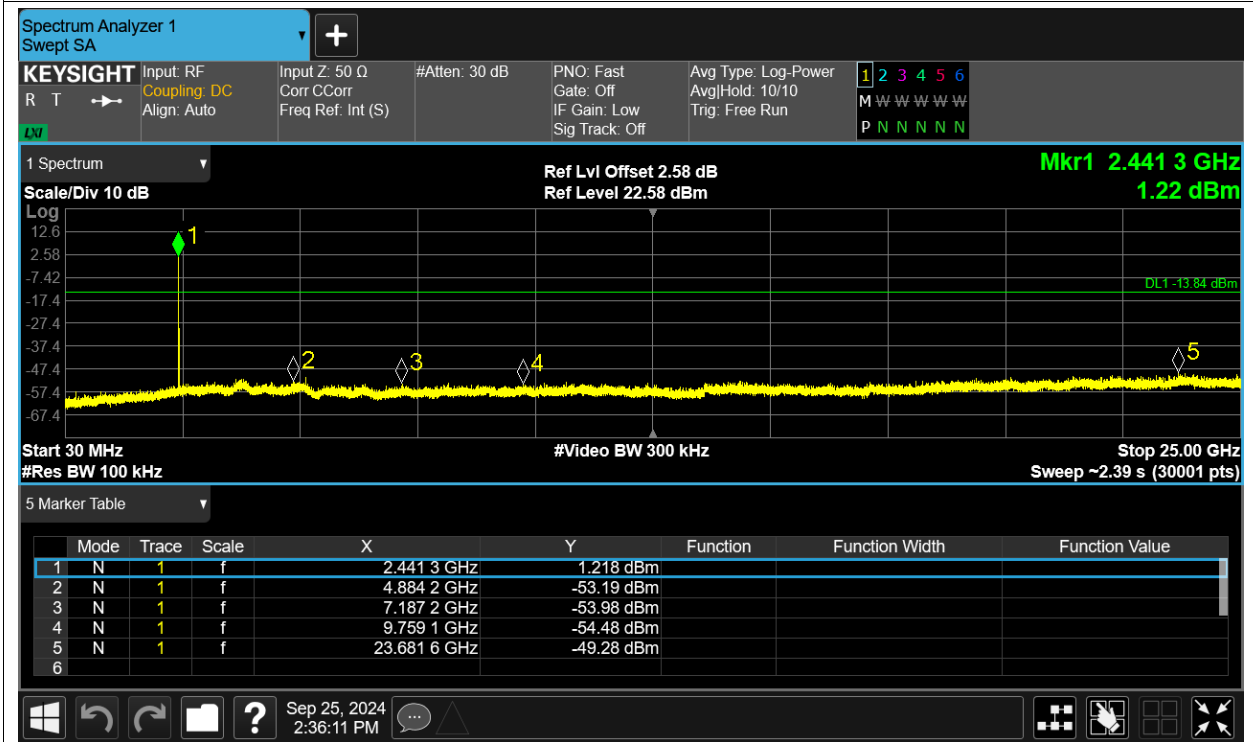 Spectrum Analyzer 1
Swept SA
+
KEYSIGHT Input: RF Input Z: 50 Ω #Atten: 30 dB PNO: Fast Avg Type: Log-Power 1 2 3 4 5 6
R T Coupling: DC Corr CCorr Gate: Off Avg|Hold: 10/10 M W W W W W
Align: Auto Freq Ref: Int (S) IF Gain: Low Trig: Free Run
LXI Sig Track: Off P N N N N N
1 Spectrum Ref Lvl Offset 2.58 dB Mkr1 2.441 3 GHz
Scale/Div 10 dB Ref Level 22.58 dBm 1.22 dBm
Log
12.6 1
2.58
-7.42 DL1 -13.84 dBm
-17.4
-27.4
-37.4 5
-47.4 2 3 4
-57.4
-67.4
Start 30 MHz #Video BW 300 kHz Stop 25.00 GHz
#Res BW 100 kHz Sweep ~2.39 s (30001 pts)
5 Marker Table
Mode Trace Scale X Y Function Function Width Function Value
1 N 1 f 2.441 3 GHz 1.218 dBm
2 N 1 f 4.884 2 GHz -53.19 dBm
3 N 1 f 7.187 2 GHz -53.98 dBm
4 N 1 f 9.759 1 GHz -54.48 dBm
5 N 1 f 23.681 6 GHz -49.28 dBm
6
? Sep 25, 2024
2:36:11 PM